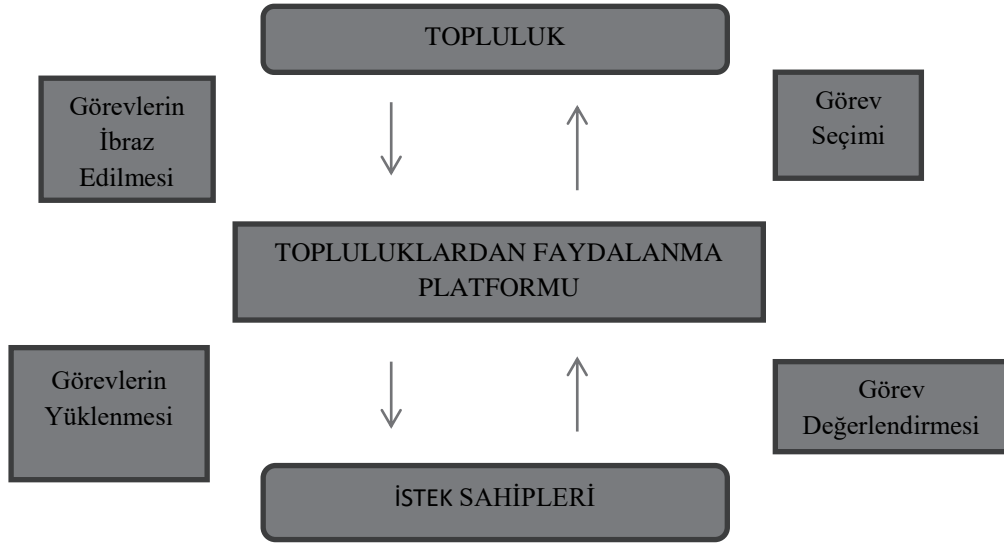 TOPLULUK
Görevlerin
İbraz
Edilmesi
Görev
Seçimi
TOPLULUKLARDAN FAYDALANMA
PLATFORMU
Görevlerin
Yüklenmesi
Görev
Değerlendirmesi
İSTEK SAHİPLERİ